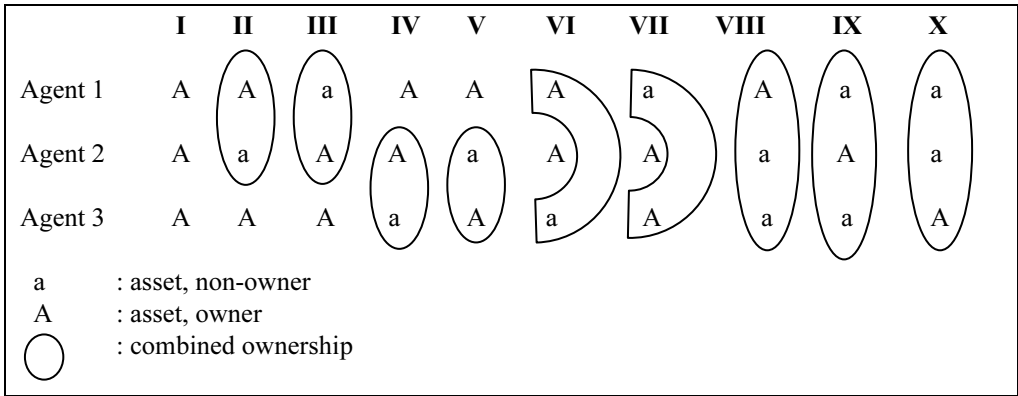 I II III IV V VI VII VIII IX X
Agent 1 A A a A A A a A a a
Agent 2 A a A A a A A a A a
Agent 3 A A A a A a A a a A
a : asset, non-owner
A : asset, owner
: combined ownership